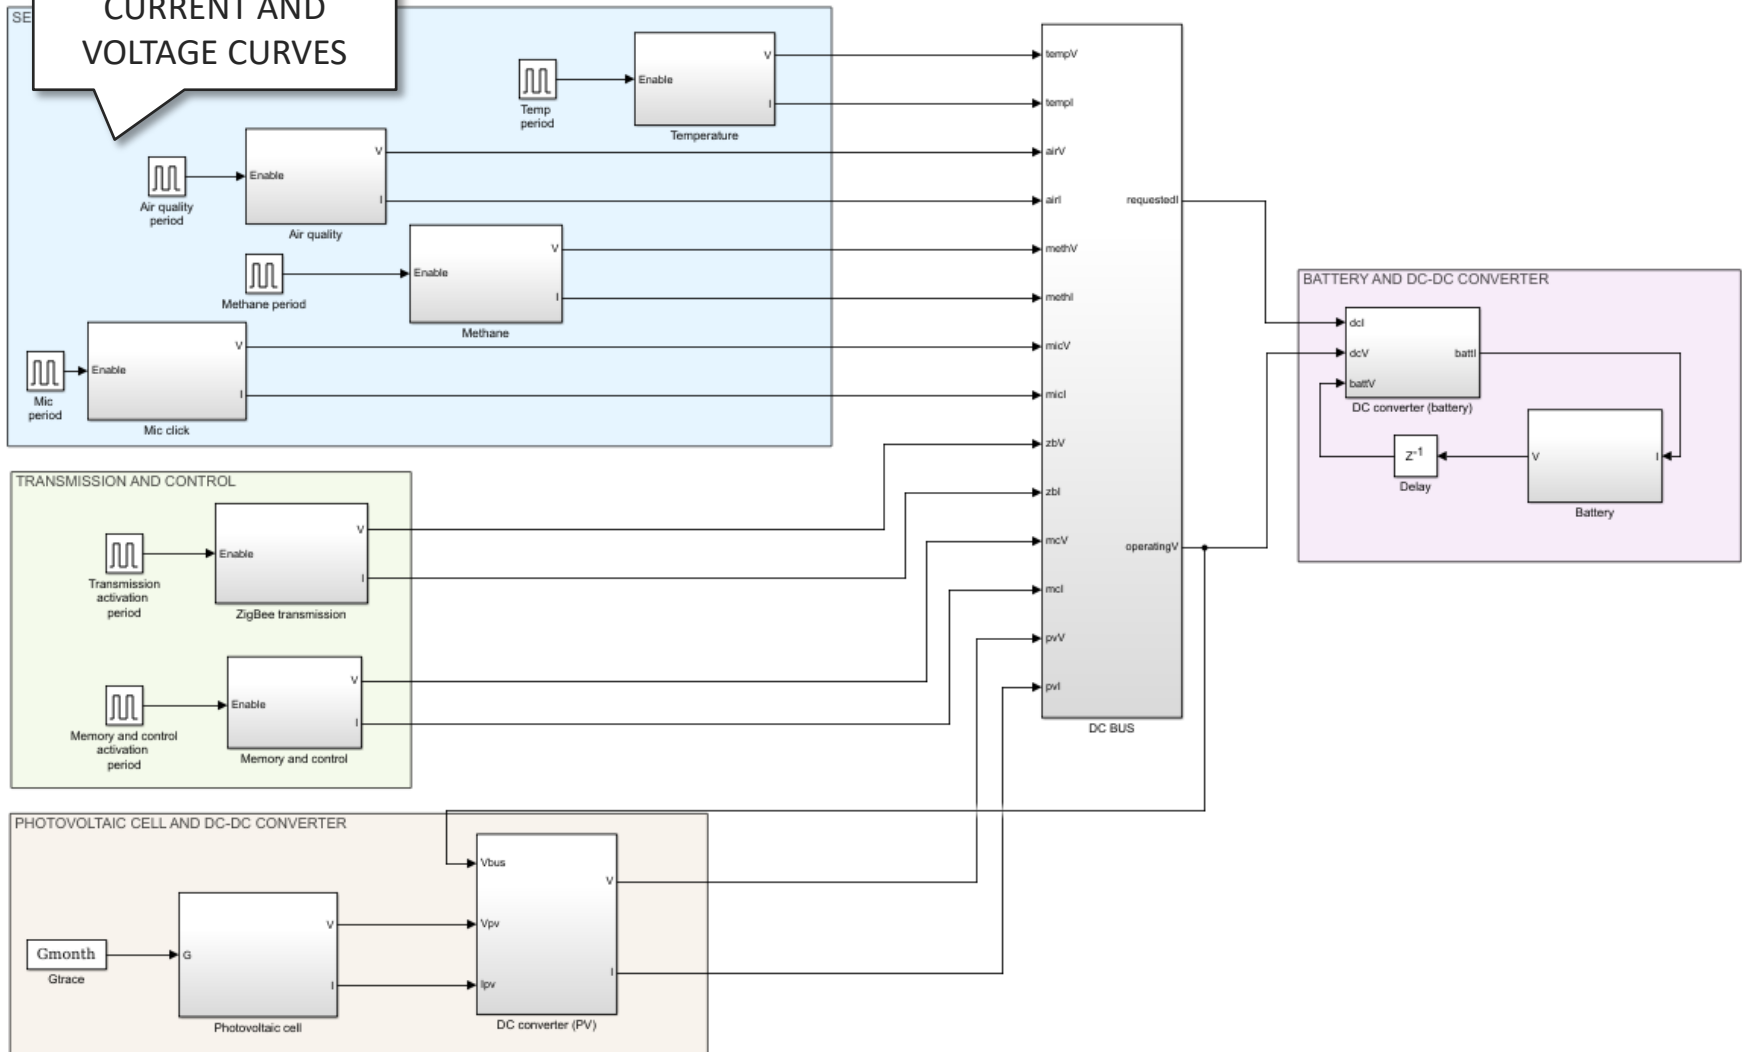 SE
CURRENT AND
VOLTAGE CURVES
Temp
period
Enable
V
I
Temperature
Air quality
period
Enable
V
I
Air quality
Methane period
Enable
V
I
Methane
Mic
period
Enable
V
I
Mic click
TRANSMISSION AND CONTROL
Transmission
activation
period
Enable
V
I
ZigBee transmission
Memory and control
activation
period
Enable
V
I
Memory and control
PHOTOVOLTAIC CELL AND DC-DC CONVERTER
Gmonth
Gtrace
G
V
I
Photovoltaic cell
Vbus
Vpv
Ipv
V
I
DC converter (PV)
tempV
tempI
airV
airI
methV
methI
micV
micI
zbV
zbI
mcV
mcI
pvV
pvI
requestedI
operatingV
DC BUS
BATTERY AND DC-DC CONVERTER
dcI
dcV
battV
battI
DC converter (battery)
Z-1
Delay
V
I
Battery